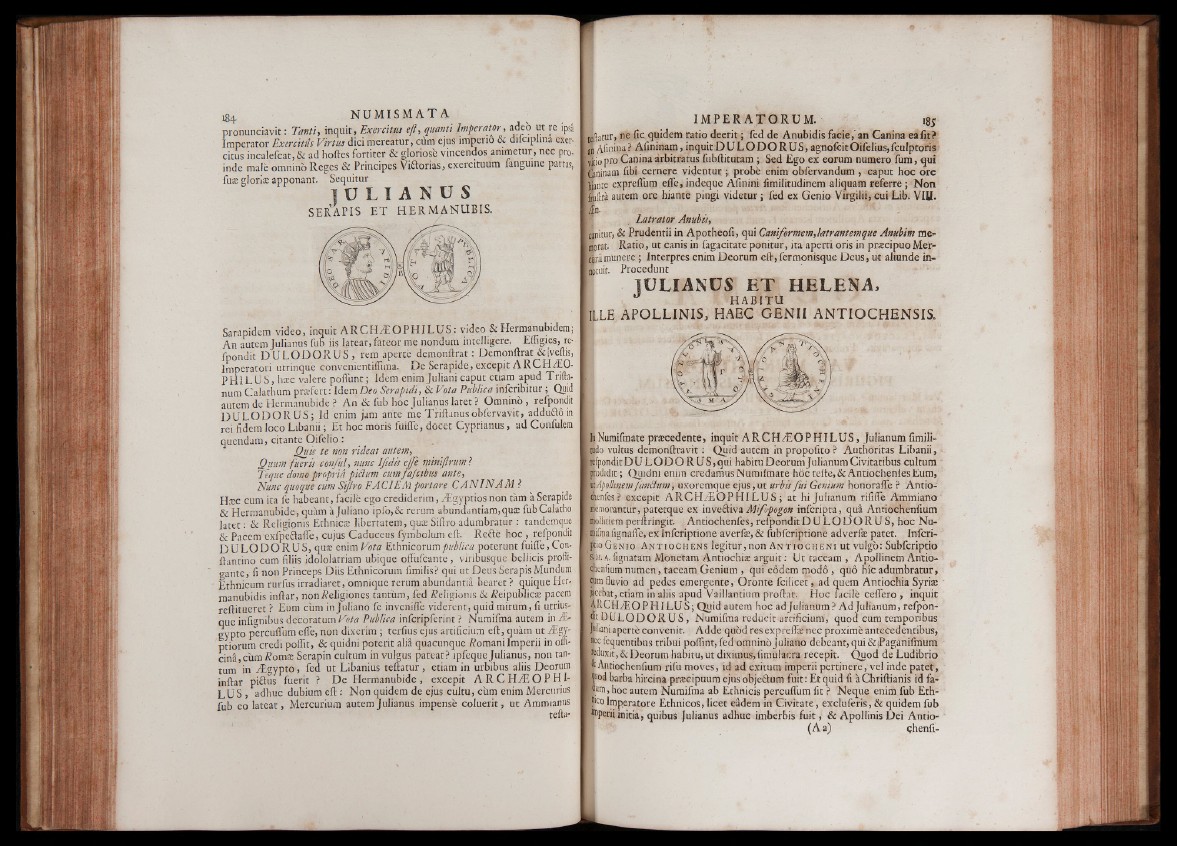 184 NUMISMATA
pronunciavit: Tanti, inquit, Exercitus eſt, quanti Imperator, adeò ut re ipsâ
Imperator Exercitûs Virtus dici mereatur, cùm ejus imperiô & diſciplinâ exer-
citus incaleſcat, & ad hoſtes fortiter & glorioſè vincendos animetur, nec pro-
inde malè omninò Reges & Principes Victorias, exercituum ſanguine partas,
ſuæ gloriæ apponant. Sequitur
JULIANUS
SERAPIS ET HERMANUBIS.
DEO SARAPIDI
VOTA PUBLICA
Sarapidem video, inquit ARCHÆOPHILUS: video & Hermanubidem;
An autem Julianus ſub iis latear, fateor me nondum intelligere. Effigies, re-
ſpondit DULODORUS, rem apertè demonſtrat: Demonſtrat & veſtis,
Imperatori utrinque convenientiſſima. De Serapide, excepit ARCHÆO-
PHILUS, hæc valere poſſunt; Idem enim Juliani caput etiam apud Triſta-
num Calathum præfert: Idem Deo Serapidi, & Vota Publica inſcribitur; Quid
autem de Hermanubide? An & ſub hoc Julianus latet? Omninò, reſpondit
DULODORUS; Id enim jam ante me Triſtanus obſervavit, adductô in
rei fidem loco Libanii; Et hoc moris fuiſſe, docet Cyprianus, ad Conſulem
quendam, citante Oiſelio:
Quis te non rideat autem,
Quum fueris conſul, nunc Iſidis eſſe miniſtrum?
Teque domo propriâ pictum cum faſcibus ante,
Nunc quoque cum Siſtro FACIEM portare CANINAM?
Hæc cum ita ſe habeant, facilè ego crediderim, Ægyptios non tàm à Serapide
& Hermanubide, quàm à Juliano ipſo, & rerum abundantiam, quæ ſub Calatho
latet: & Religionis Ethnicæ libertatem, quæ Siſtro adumbratur: tandemque
& Pacem exſpectaſſe, cujus Caduceus ſymbolum eſt. Rectè hoc, reſpondit
DULODORUS, quæ enim Vota Ethnicorum publica poterunt fuiſſe, Con-
ſtantino cum filiis idololatriam ubique offuſcante, viribusque bellicis profli-
gante, ſi non Princeps Diis Ethnicorum ſimilis? qui ut Deus Serapis Mundum
Ethnicum rurſus irradiaret, omnique rerum abundantiâ bearet? quique Her-
manubidis inſtar, non Religiones tantum, ſed Religionis & Reipublicæ pacem
reſtitueret? Eum cùm in Juliano ſe inveniſſe viderent, quid mirum, ſi utrius-
que inſignibus decoratum Vota Publica inſcripſerint? Numiſma autem in Æ-
gypto percuſſum eſſe, non dixerim; terſius ejus artificium eſt, quàm ut Ægy-
ptiorum credi poſſit, & quidni potent aliâ quacunque Romani Imperii in offi-
cinâ, cùm Romæ Serapin cultum in vulgus pateat? ipſeque Julianus, non tan-
tum in Ægypto, ſed ut Libanius teſtatur, etiam in urbibus aliis Deorum
inſtar pictus fuerit? De Hermanubide, excepit ARCHÆOPHI-
LUS, adhuc dubium eſt: Non quidem de ejus cultu, cùm enim Mercurius
ſub eo lateat, Mercurium autem Julianus impensè coluerit, ut Ammianus
teſta-
IMPERATORUM. 185
teſtatur, ne ſic quidem ratio deerit; ſed de Anubidis facie, an Canina ea ſit?
an Aſinina? Aſininam, inquit DULODORUS, agnoſcit Oiſelius, ſculptoris
vitio pro Canina arbitratus ſubſtitutam; Sed Ego ex eorum numero ſum, qui
Caninam ſibi cernere videntur; probè enim obſervandum, caput hoc ore
hiante expreſſum eſſe, indeque Aſinini ſimilitudinem aliquam referre; Non
fruſtrà autem ore hiante pingi videtur; ſed ex Genio Virgilii, cui Lib. VIII.
Æn.
Latrator Anubis,
canitur, & Prudentii in Apotheoſi, qui Caniformem, latrantemque Anubim me-
morat. Ratio, ut canis in ſagacitate ponitur, ita aperti oris in præcipuo Mer-
curii munere; Interpres enim Deorum eſt, ſermonisque Deus, ut aliunde in-
notuit. Procedunt
JULIANUS ET HELENA,
HABITU
ILLE APOLLINIS, HAEC GENII ANTIOCHENSIS.
In Numiſmate præcedente, inquit ARCHÆOPHILUS, Julianum ſimili-
tudo vultus demonſtravit: Quid autem in propoſito? Authoritas Libanii,
reſpondit DULODORUS, qui habitu Deorum Julianum Civitatibus cultum
prodidit; Quidni enim credamus Numiſmate hôc teſte, & Antiochenſes Eum,
ut Apollinem ſanctum, uxoremque ejus, ut urbis ſui Genium honoraſſe? Antio-
chenſes? excepit ARCHÆOPHILUS; at hi Julianum riſiſſe Ammiano
memorantur, patetque ex invectiva Miſopogon inſcripta, quâ Antiochenſium
mollitiem perſtringit. Antiochenſes, reſpondit DULODORUS, hoc Nu-
miſma ſignaſſe, ex inſcriptione averſæ, & ſubſcriptione adverſæ patet. Inſcri-
ptio GENIO ANTIOCHENS legitur, non ANTIOCHENI ut vulgò: Subſcriptio
ſignatam Monetam Antiochiæ arguit: Ut taceam, Apollinem Antio-
chenſium numen, taceam Genium, qui eôdem modô, quô hîc adumbratur,
cum fluvio ad pedes emergente, Oronte ſcilicet, ad quem Antiochia Syriæ
jacebat, etiam in aliis apud Vaillantium proſtat. Hoc facilè ceſſero, inquit
ARCHÆOPHILUS; Quid autem hoc ad Julianum? Ad Julianum, reſpon-
dit DULODORUS, Numiſma reducit artificium, quod cum temporibus
Juliani apertè convenit. Adde quòd res expreſſæ nec proximè antecedentibus,
nec ſequentibus tribui poſſint, ſed omninò Juliano debeant, qui & Paganiſmum
reduxit, & Deorum habitu, ut diximus, ſimulacra recepit. Quod de Ludibrio
& Antiochenſium riſu moves, id ad exitum imperii pertinere, vel inde patet,
quod barba hircina præcipuum ejus objectum fuit: Et quid ſi à Chriſtianis id fa-
ctum, hoc autem Numiſma ab Ethnicis percuſſum ſit? Neque enim ſub Eth-
nico Imperatore Ethnicos, licet eâdem in Civitate, excluſeris, & quidem ſub
imperii initia, quibus Julianus adhuc imberbis fuit, & Apollinis Dei Antio-
(Aa) chenſi-